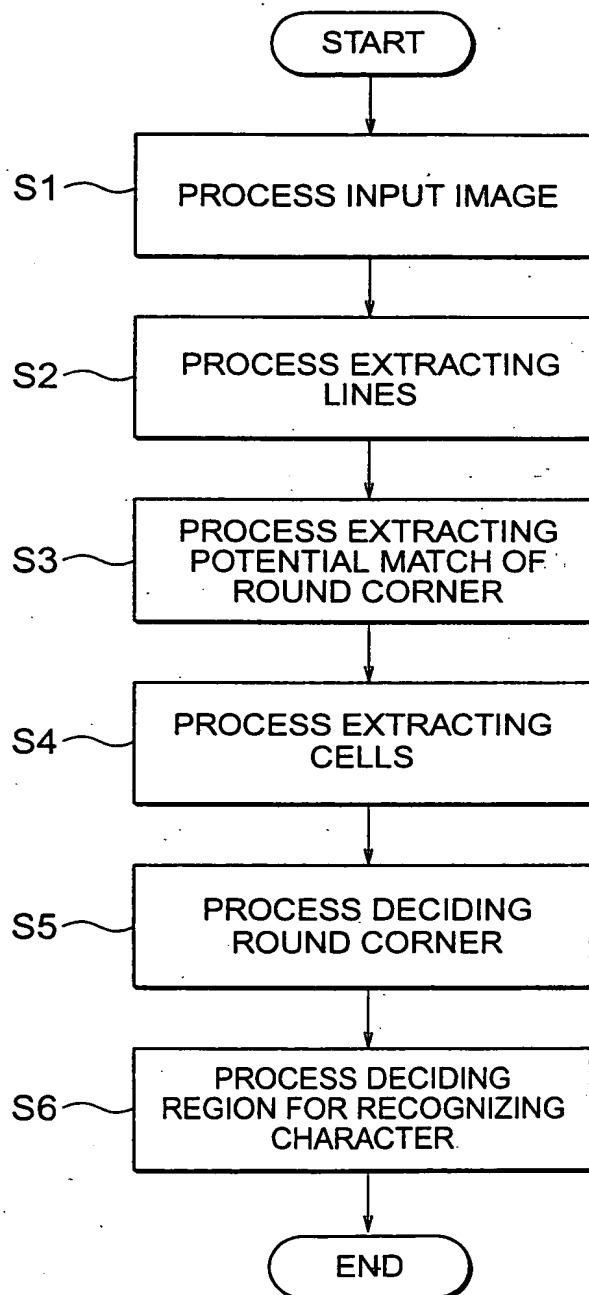 START
S1
PROCESS INPUT IMAGE
S2
PROCESS EXTRACTING
LINES
S3
PROCESS EXTRACTING
POTENTIAL MATCH OF
ROUND CORNER
S4
PROCESS EXTRACTING
CELLS
S5
PROCESS DECIDING
ROUND CORNER
S6
PROCESS DECIDING
REGION FOR RECOGNIZING
CHARACTER
END